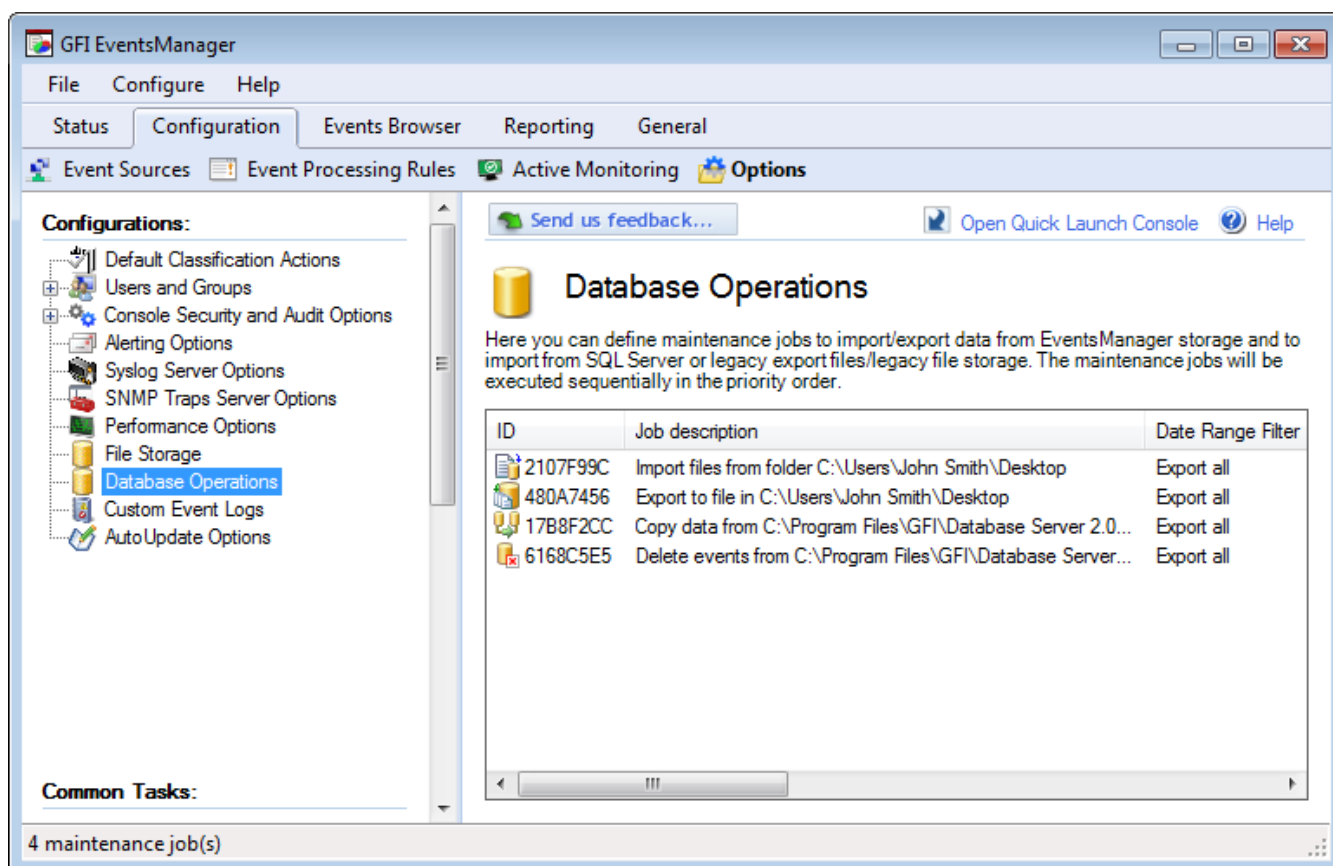 GFI EventsManager
File Configure Help
Status Configuration Events Browser Reporting General
Event Sources Event Processing Rules Active Monitoring Options
Configurations:
Default Classification Actions
Users and Groups
Console Security and Audit Options
Alerting Options
Syslog Server Options
SNMP Traps Server Options
Performance Options
File Storage
Database Operations
Custom Event Logs
AutoUpdate Options
Common Tasks:
Send us feedback... Open Quick Launch Console Help
Database Operations
Here you can define maintenance jobs to import/export data from EventsManager storage and to
import from SQL Server or legacy export files/legacy file storage. The maintenance jobs will be
executed sequentially in the priority order.
ID Job description Date Range Filter
2107F99C Import files from folder C:\Users\John Smith\Desktop Export all
480A7456 Export to file in C:\Users\John Smith\Desktop Export all
17B8F2CC Copy data from C:\Program Files\GFI\Database Server 2.0... Export all
6168C5E5 Delete events from C:\Program Files\GFI\Database Server... Export all
4 maintenance job(s)